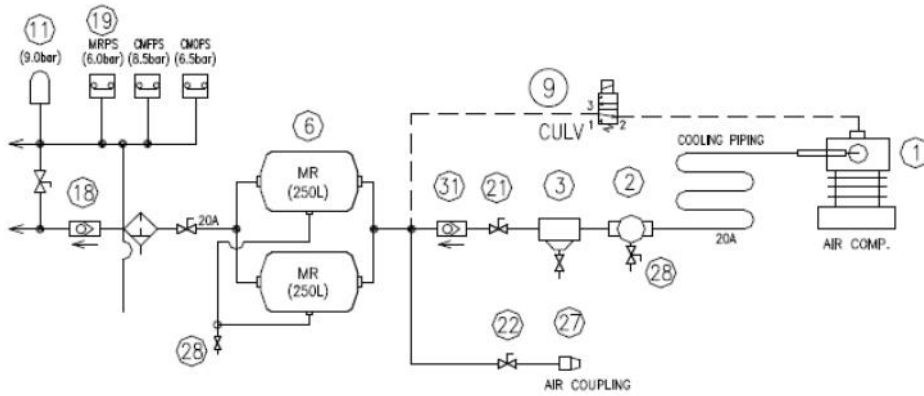 11
(9.0bar)
19
MRPS
(6.0bar)
CMFPS
(8.5bar)
CMOPS
(6.5bar)
6
MR
(250L)
MR
(250L)
9
CULV
3
1
2
COOLING PIPING
1
AIR COMP.
20A
18
20A
31
21
3
2
28
28
22
27
AIR COUPLING